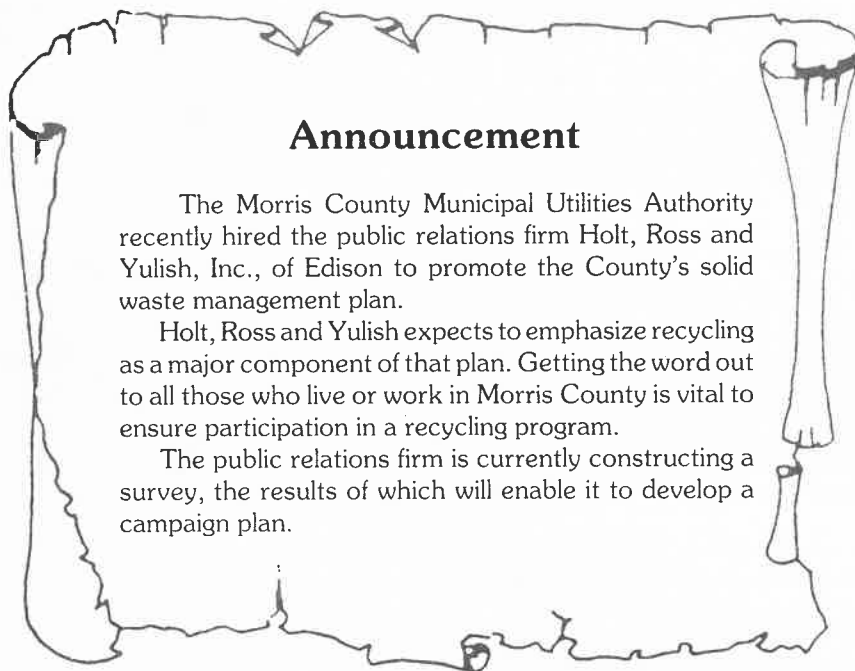 Announcement
The Morris County Municipal Utilities Authority
recently hired the public relations firm Holt, Ross and
Yulish, Inc., of Edison to promote the County's solid
waste management plan.
Holt, Ross and Yulish expects to emphasize recycling
as a major component of that plan. Getting the word out
to all those who live or work in Morris County is vital to
ensure participation in a recycling program.
The public relations firm is currently constructing a
survey, the results of which will enable it to develop a
campaign plan.